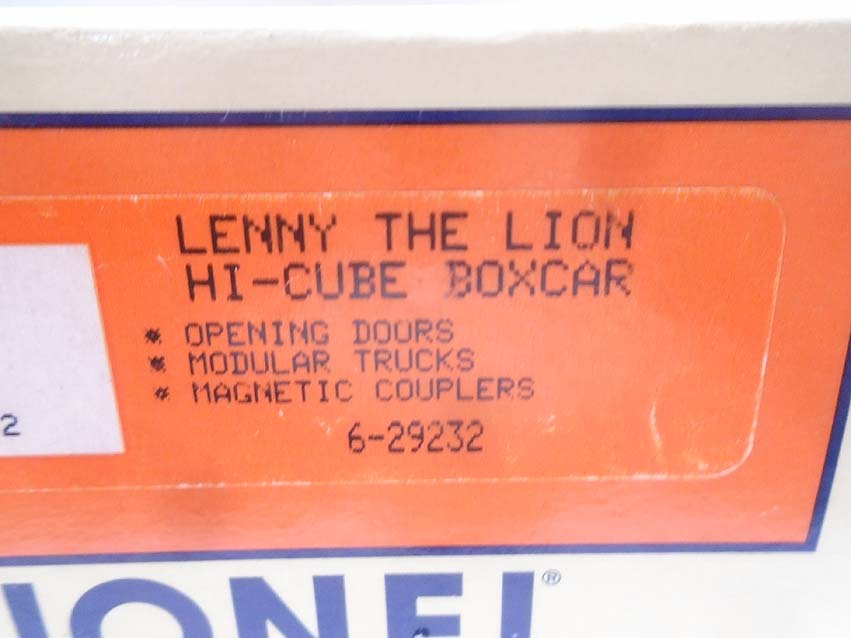 LENNY THE LION
HI-CUBE BOXCAR
* OPENING DOORS
* MODULAR TRUCKS
* MAGNETIC COUPLERS
6-29232
2
IONEL®